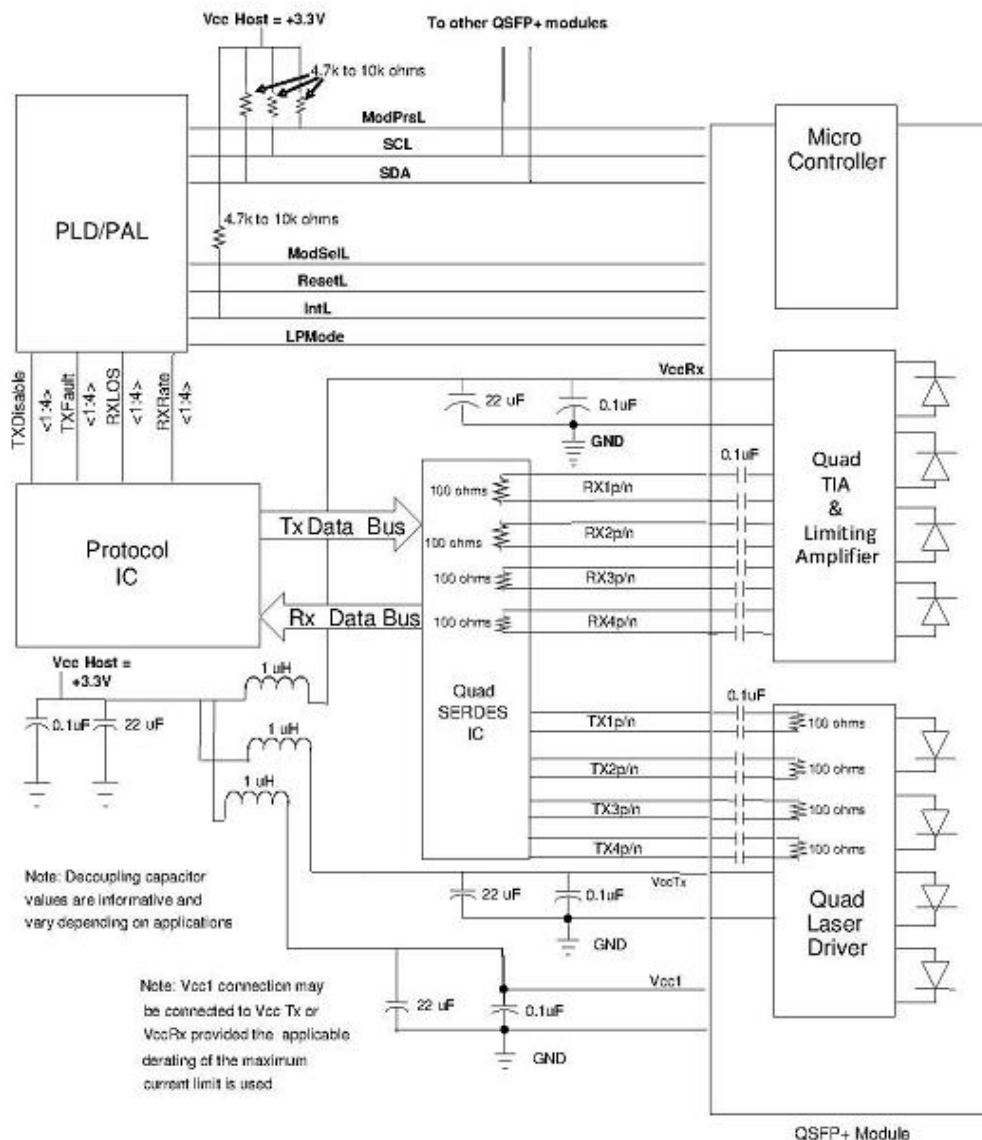 Vcc Host = +3.3V
To other QSFP+ modules
4.7k to 10k ohms
ModPrsL
SCL
SDA
PLD/PAL
4.7k to 10k ohms
ModSelL
ResetL
IntL
LPMode
Micro
Controller
TXDisable
<1:4>
TXFault
<1:4>
RXLOS
<1:4>
RXRate
<1:4>
VccRx
22 uF
0.1uF
GND
0.1uF
Quad
TIA
&
Limiting
Amplifier
100 ohms
RX1p/n
100 ohms
RX2p/n
100 ohms
RX3p/n
100 ohms
RX4p/n
Tx Data Bus
Protocol
IC
Rx Data Bus
Vcc Host =
+3.3V
1 uH
0.1uF
22 uF
1 uH
1 uH
Quad
SERDES
IC
0.1uF
TX1p/n
100 ohms
TX2p/n
100 ohms
TX3p/n
100 ohms
TX4p/n
100 ohms
VccTx
22 uF
0.1uF
GND
Quad
Laser
Driver
Note: Decoupling capacitor
values are informative and
vary depending on applications
Vcc1
Note: Vcc1 connection may
be connected to Vcc Tx or
VccRx provided the applicable
derating of the maximum
current limit is used
22 uF
0.1uF
GND
QSFP+ Module